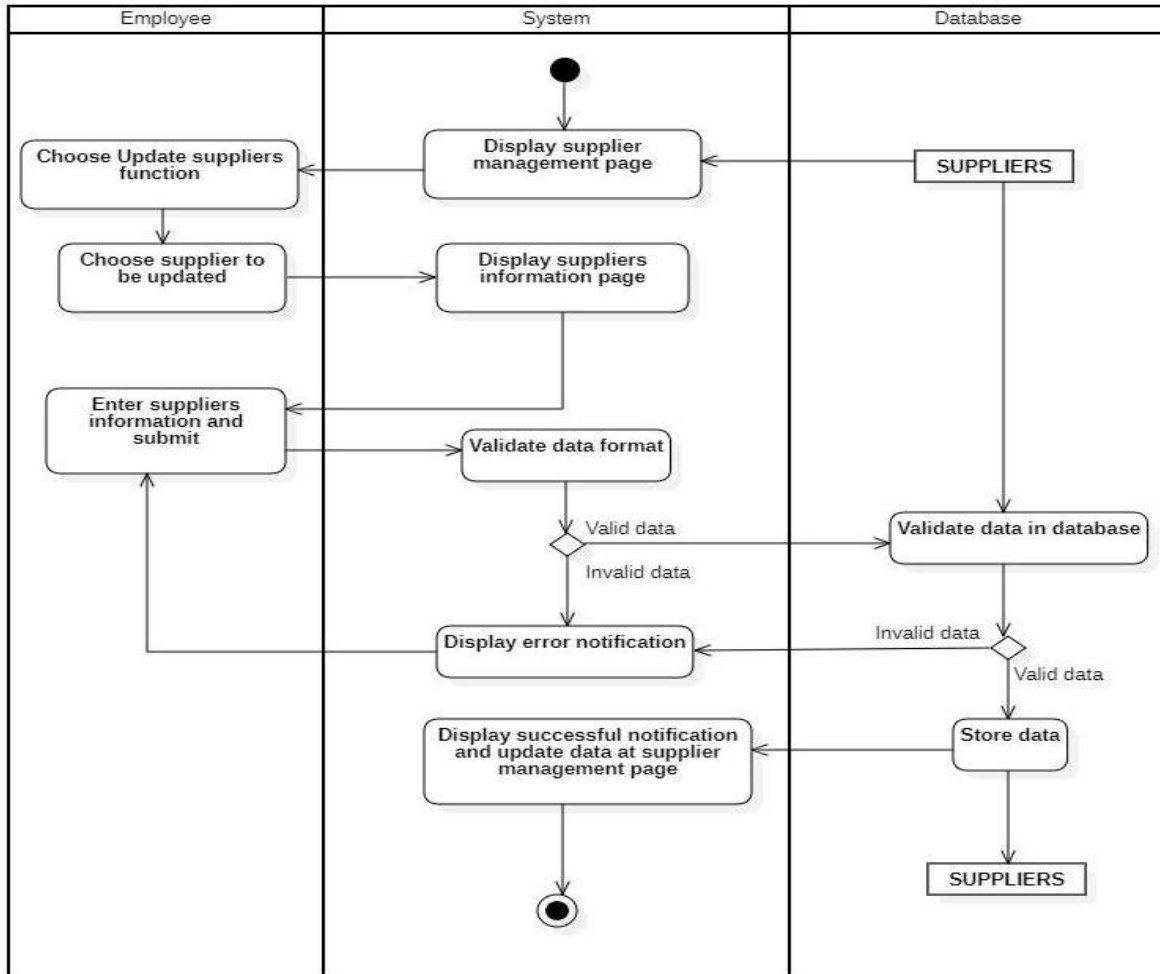 Employee
System
Database
Display supplier
management page
Choose Update suppliers
function
SUPPLIERS
Choose supplier to
be updated
Display suppliers
information page
Enter suppliers
information and
submit
Validate data format
Valid data
Invalid data
Validate data in database
Display error notification
Invalid data
Valid data
Display successful notification
and update data at supplier
management page
Store data
SUPPLIERS